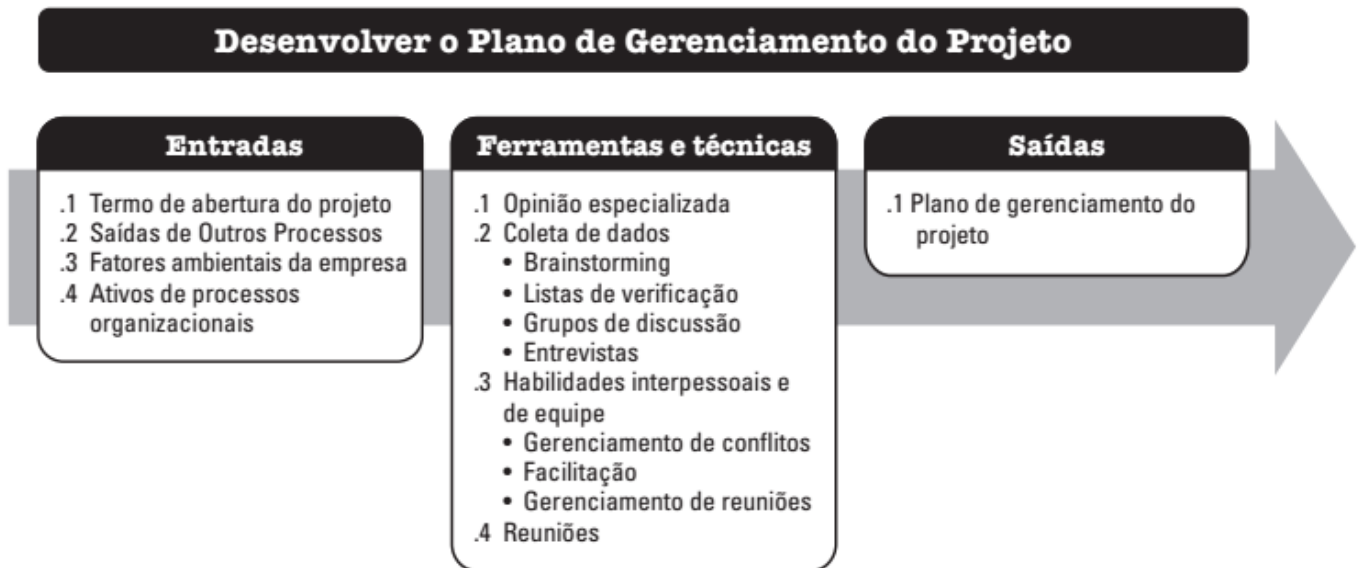 Desenvolver o Plano de Gerenciamento do Projeto
Entradas
.1 Termo de abertura do projeto
.2 Saídas de Outros Processos
.3 Fatores ambientais da empresa
.4 Ativos de processos
organizacionais
Ferramentas e técnicas
.1 Opinião especializada
.2 Coleta de dados
• Brainstorming
• Listas de verificação
• Grupos de discussão
• Entrevistas
.3 Habilidades interpessoais e
de equipe
• Gerenciamento de conflitos
• Facilitação
• Gerenciamento de reuniões
.4 Reuniões
Saídas
.1 Plano de gerenciamento do
projeto